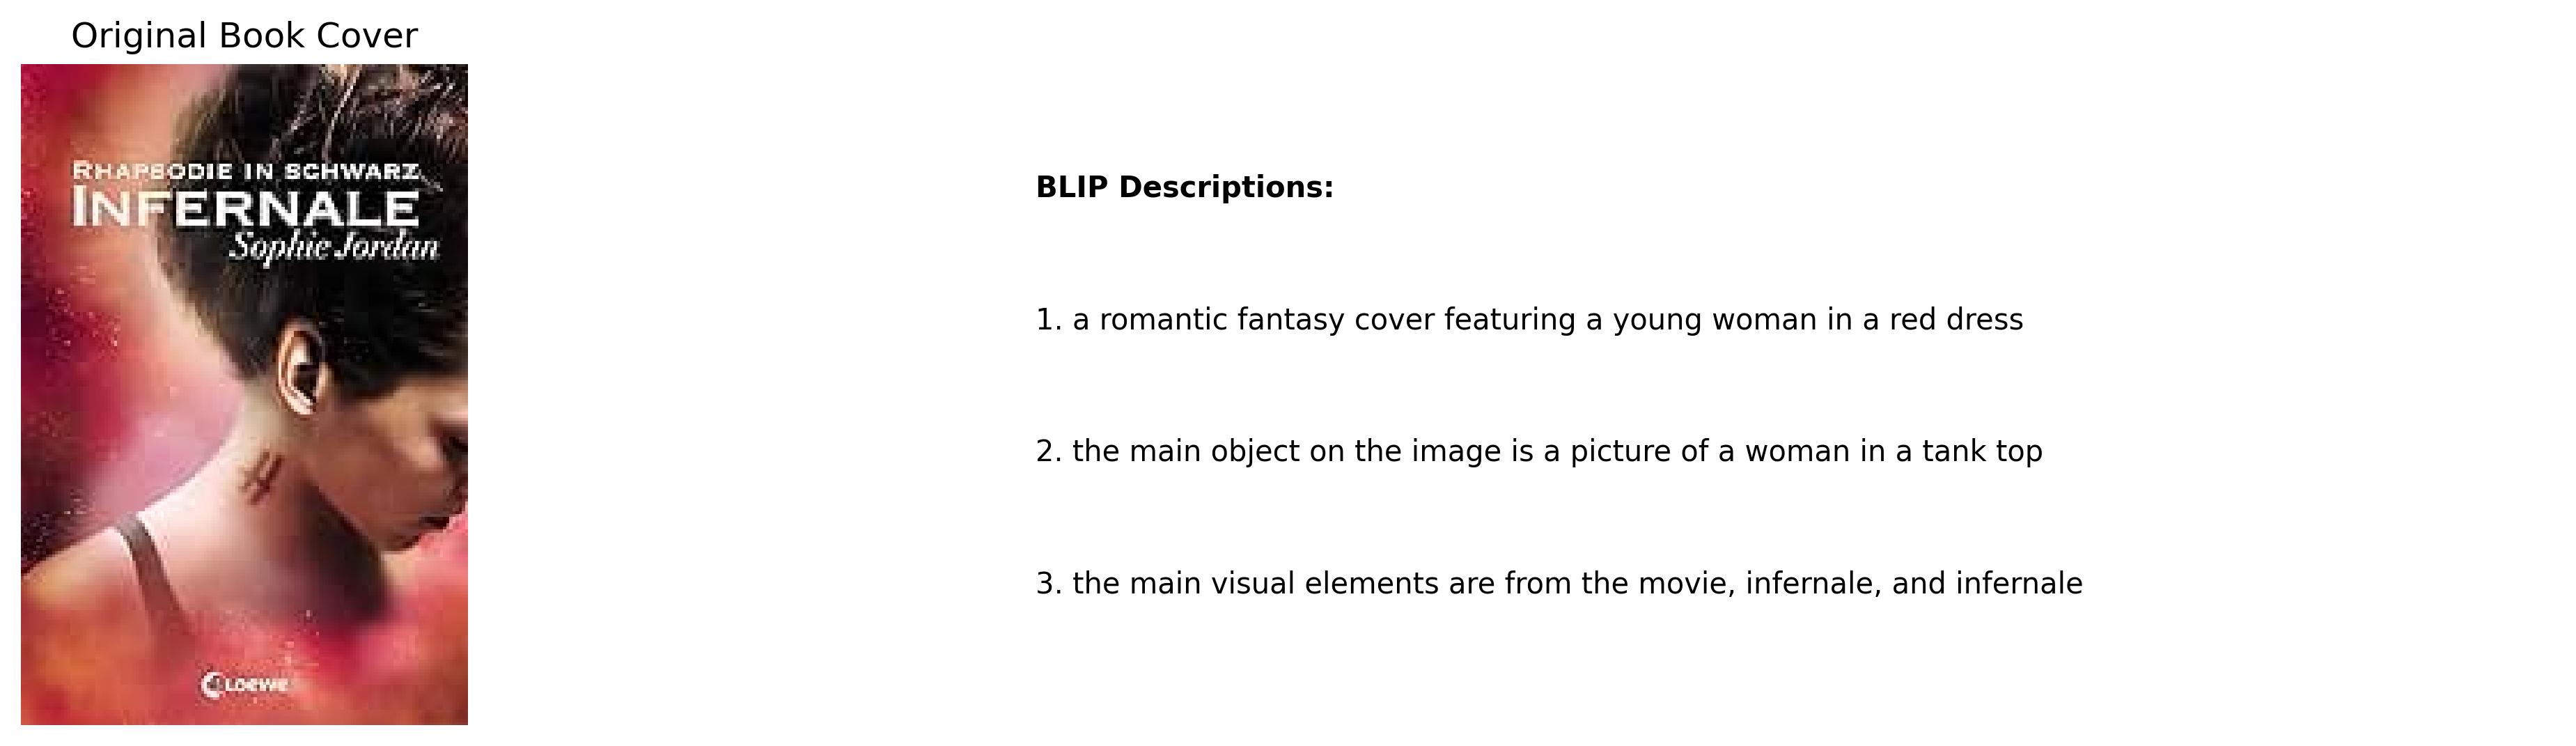 Original Book Cover
RHAPSODIE IN SCHWARZ
INFERNALE
Sophie Jordan
LOEWE
BLIP Descriptions:
1. a romantic fantasy cover featuring a young woman in a red dress
2. the main object on the image is a picture of a woman in a tank top
3. the main visual elements are from the movie, infernale, and infernale